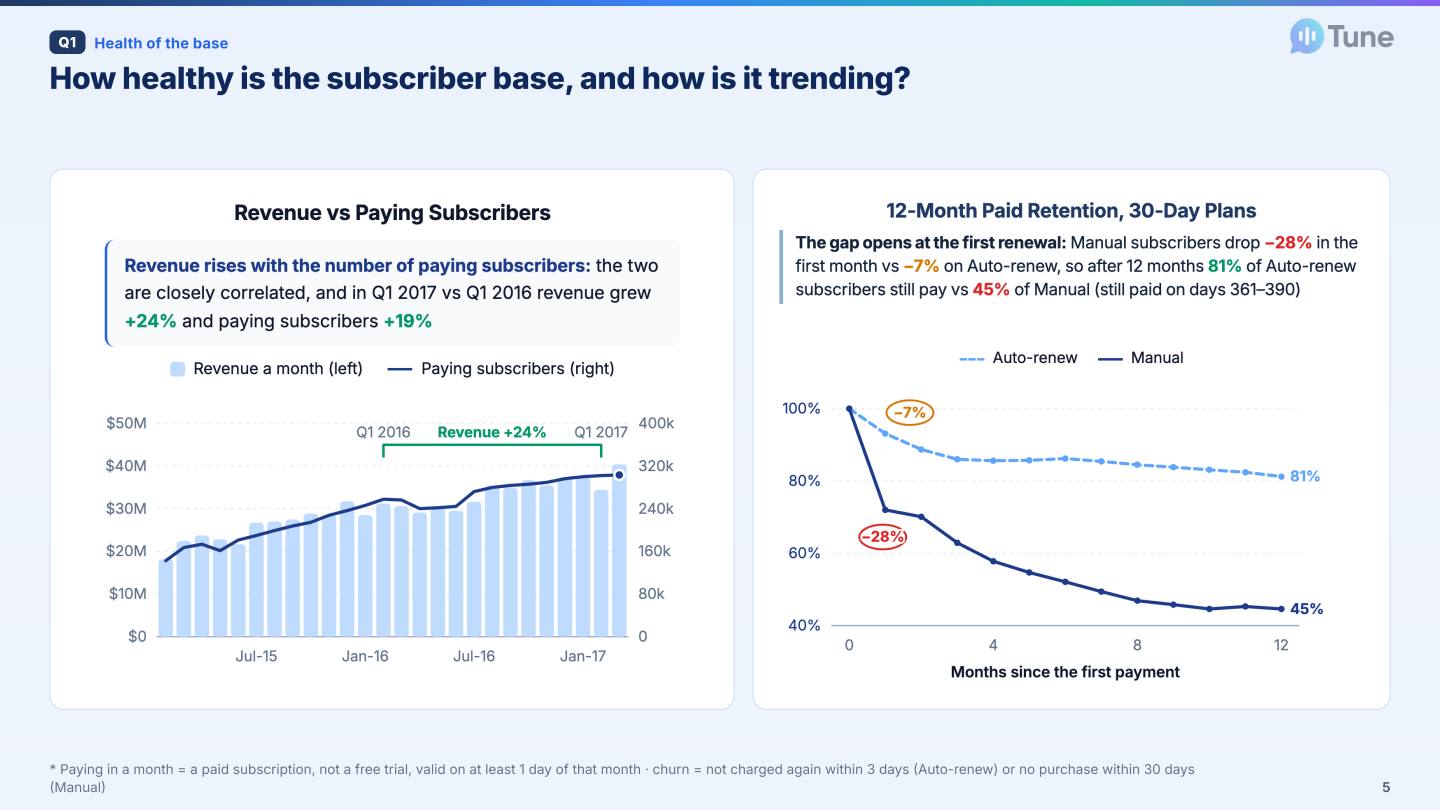 Q1 Health of the base
Tune
How healthy is the subscriber base, and how is it trending?
Revenue vs Paying Subscribers
Revenue rises with the number of paying subscribers: the two
are closely correlated, and in Q1 2017 vs Q1 2016 revenue grew
+24% and paying subscribers +19%
Revenue a month (left) Paying subscribers (right)
$50M 400k
Q1 2016 Revenue +24% Q1 2017
$40M 320k
$30M 240k
$20M 160k
$10M 80k
$0 0
Jul-15 Jan-16 Jul-16 Jan-17
12-Month Paid Retention, 30-Day Plans
The gap opens at the first renewal: Manual subscribers drop −28% in the
first month vs −7% on Auto-renew, so after 12 months 81% of Auto-renew
subscribers still pay vs 45% of Manual (still paid on days 361–390)
Auto-renew Manual
100% −7%
80% 81%
−28%
60%
45%
40%
0 4 8 12
Months since the first payment
* Paying in a month = a paid subscription, not a free trial, valid on at least 1 day of that month · churn = not charged again within 3 days (Auto-renew) or no purchase within 30 days
(Manual)
5